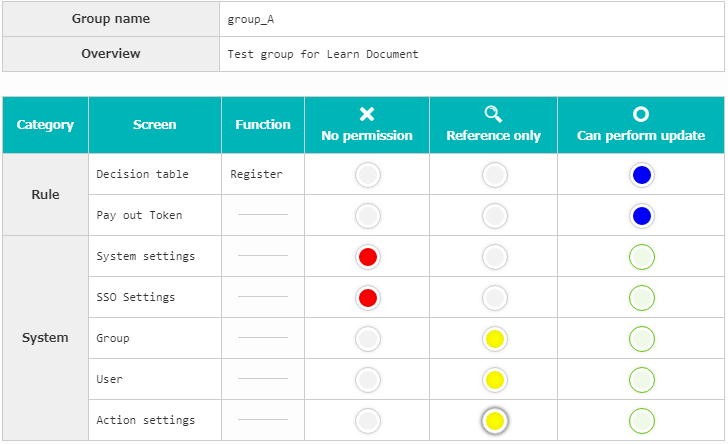 Group name group_A
Overview Test group for Learn Document
Category Screen Function No permission Reference only Can perform update
Rule
Decision table Register
Pay out Token
System
System settings
SSO Settings
Group
User
Action settings